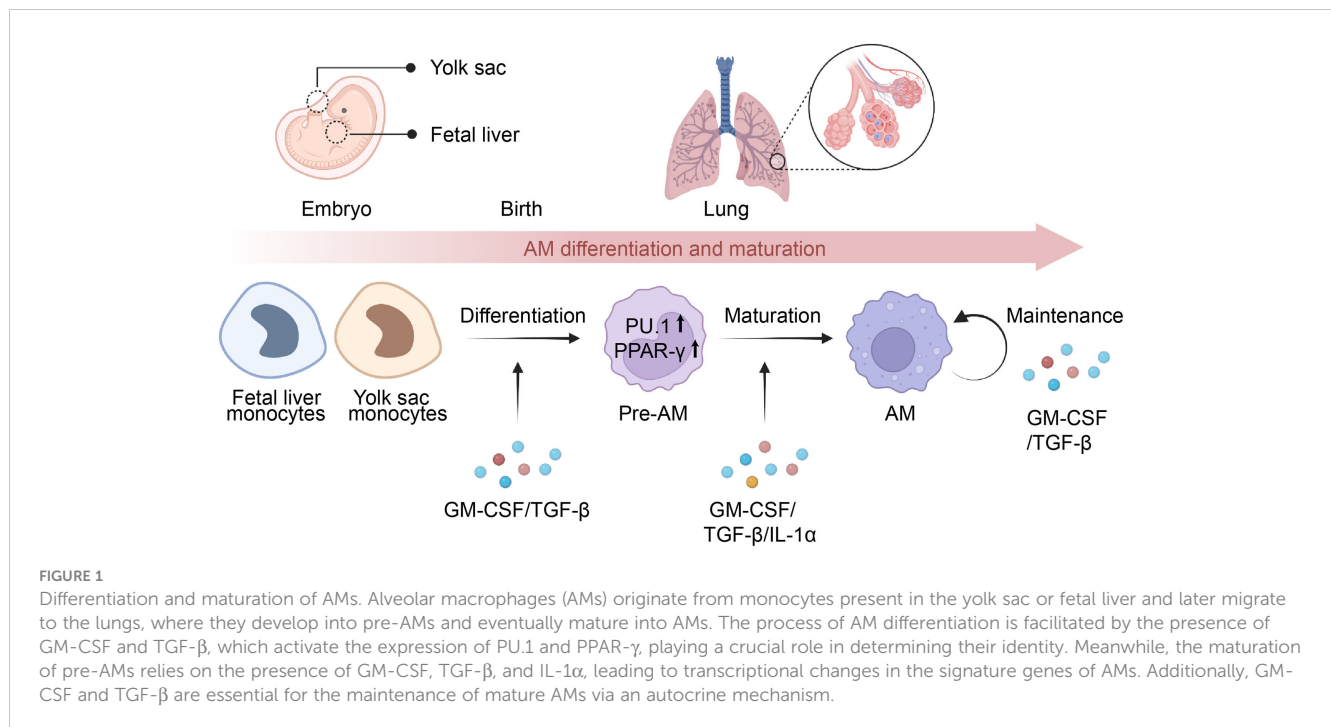 Yolk sac
Fetal liver
Embryo
Birth
Lung
AM differentiation and maturation
Fetal liver
monocytes
Yolk sac
monocytes
Differentiation
GM-CSF/TGF-β
PU.1
PPAR-γ
Pre-AM
Maturation
GM-CSF/
TGF-β/IL-1α
AM
Maintenance
GM-CSF
/TGF-β
FIGURE 1
Differentiation and maturation of AMs. Alveolar macrophages (AMs) originate from monocytes present in the yolk sac or fetal liver and later migrate
to the lungs, where they develop into pre-AMs and eventually mature into AMs. The process of AM differentiation is facilitated by the presence of
GM-CSF and TGF-β, which activate the expression of PU.1 and PPAR-γ, playing a crucial role in determining their identity. Meanwhile, the maturation
of pre-AMs relies on the presence of GM-CSF, TGF-β, and IL-1α, leading to transcriptional changes in the signature genes of AMs. Additionally, GM-
CSF and TGF-β are essential for the maintenance of mature AMs via an autocrine mechanism.